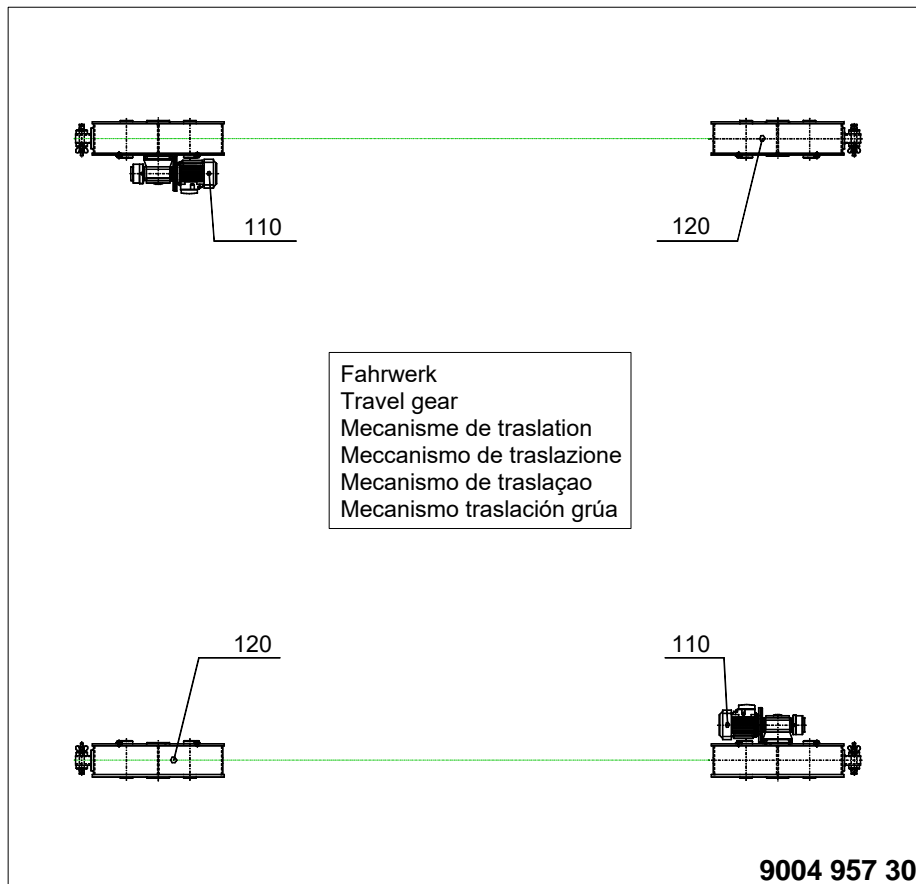 110
120
Fahrwerk
Travel gear
Mecanisme de traslation
Meccanismo de traslazione
Mecanismo de traslaçao
Mecanismo traslación grúa
120
110
9004 957 30